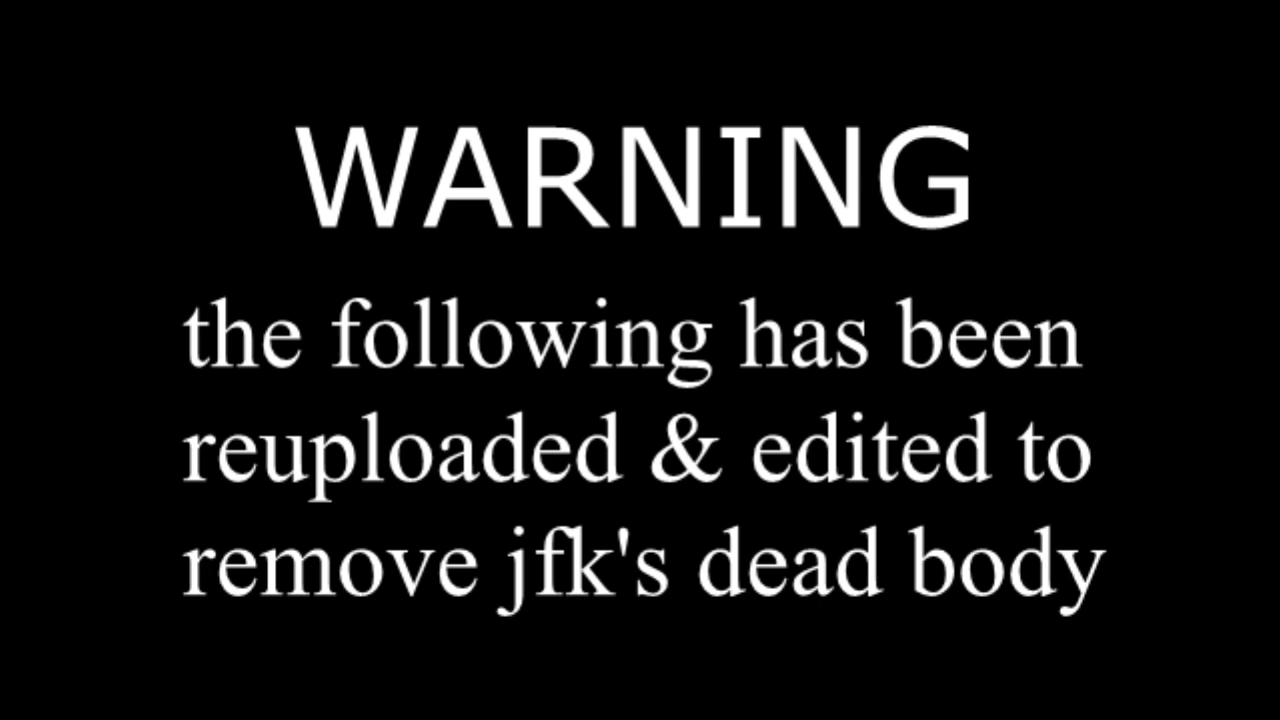 WARNING
the following has been
reuploaded & edited to
remove jfk's dead body